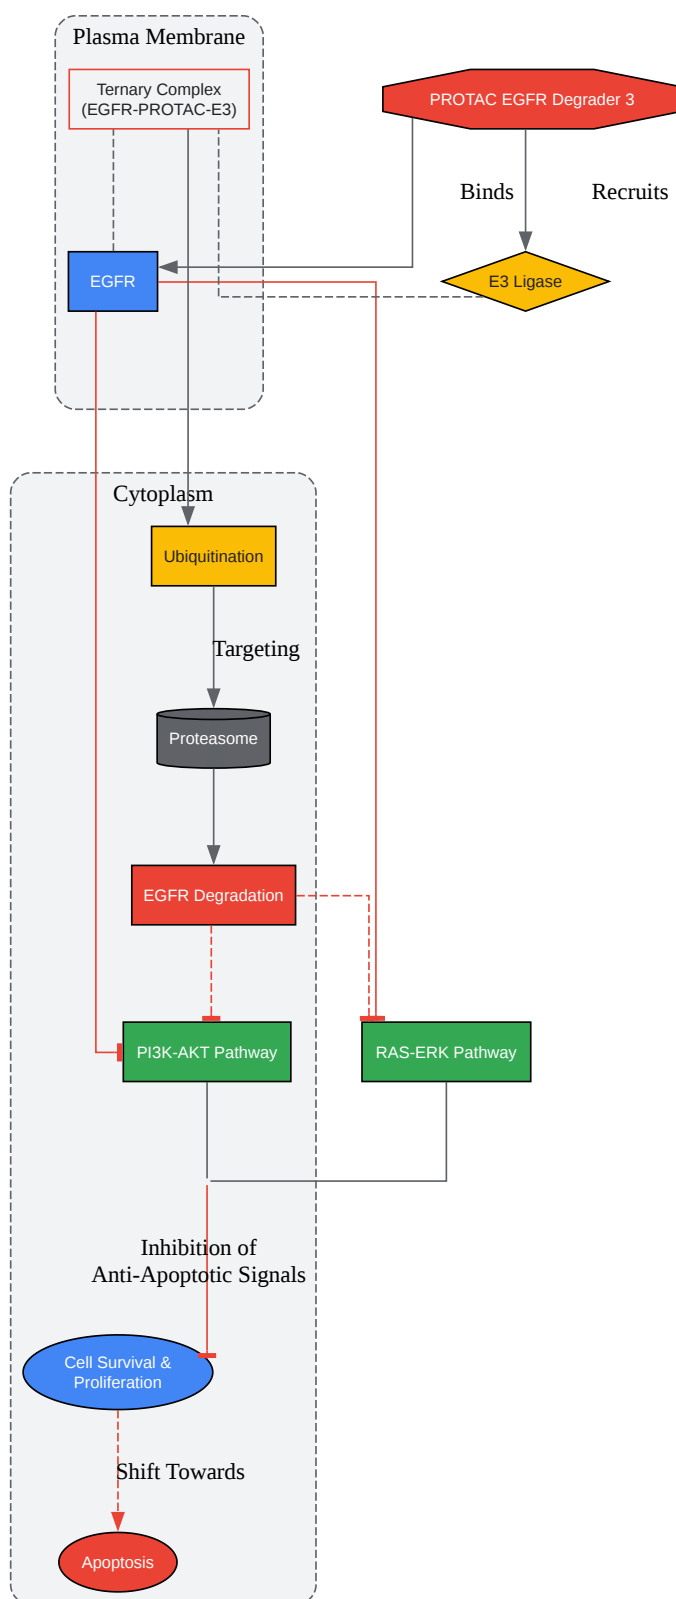 Plasma Membrane
Ternary Complex
(EGFR-PROTAC-E3)
PROTAC EGFR Degrader 3
Binds
Recruits
EGFR
E3 Ligase
Cytoplasm
Ubiquitination
Targeting
Proteasome
EGFR Degradation
PI3K-AKT Pathway
RAS-ERK Pathway
Inhibition of
Anti-Apoptotic Signals
Cell Survival &
Proliferation
Shift Towards
Apoptosis